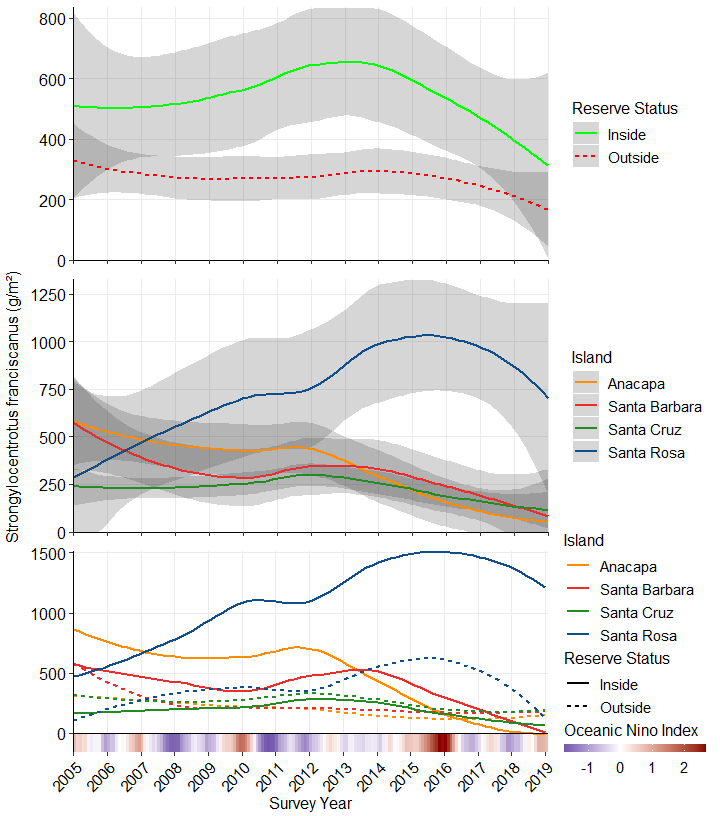 Strongylocentrotus franciscanus (g/m²)
800
600
400
200
0
Reserve Status
Inside
Outside
1250
1000
750
500
250
0
Island
Anacapa
Santa Barbara
Santa Cruz
Santa Rosa
1500
1000
500
0
Island
Anacapa
Santa Barbara
Santa Cruz
Santa Rosa
Reserve Status
Inside
Outside
Oceanic Nino Index
-1 0 1 2
2005 2006 2007 2008 2009 2010 2011 2012 2013 2014 2015 2016 2017 2018 2019
Survey Year